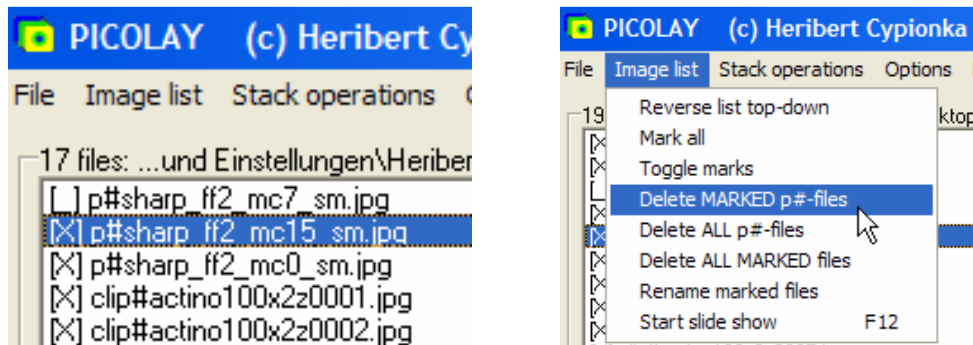 PICOLAY (c) Heribert Cy
File Image list Stack operations
17 files: ...und Einstellungen\Heriber
[_] p#sharp_ff2_mc7_sm.jpg
[X] p#sharp_ff2_mc15_sm.jpg
[X] p#sharp_ff2_mc0_sm.jpg
[X] clip#actino100x2z0001.jpg
[X] clip#actino100x2z0002.jpg
PICOLAY (c) Heribert Cypionka
File Image list Stack operations Options
19
ktop
Reverse list top-down
Mark all
Toggle marks
Delete MARKED p#-files
Delete ALL p#-files
Delete ALL MARKED files
Rename marked files
Start slide show F12